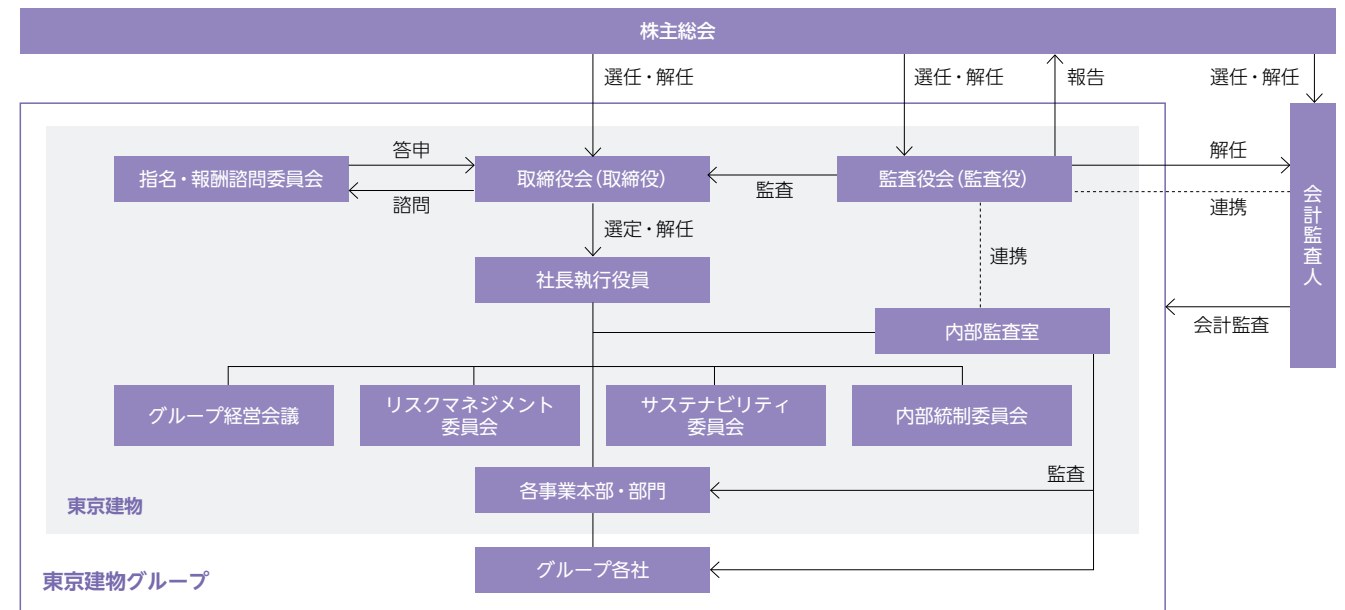 株主総会
選任・解任
選任・解任
報告
選任・解任
指名・報酬諮問委員会
答申
諮問
取締役会(取締役)
監査
監査役会(監査役)
解任
連携
会計監査人
選定・解任
連携
社長執行役員
内部監査室
会計監査
グループ経営会議
リスクマネジメント
委員会
サステナビリティ
委員会
内部統制委員会
監査
各事業本部・部門
東京建物
グループ各社
東京建物グループ